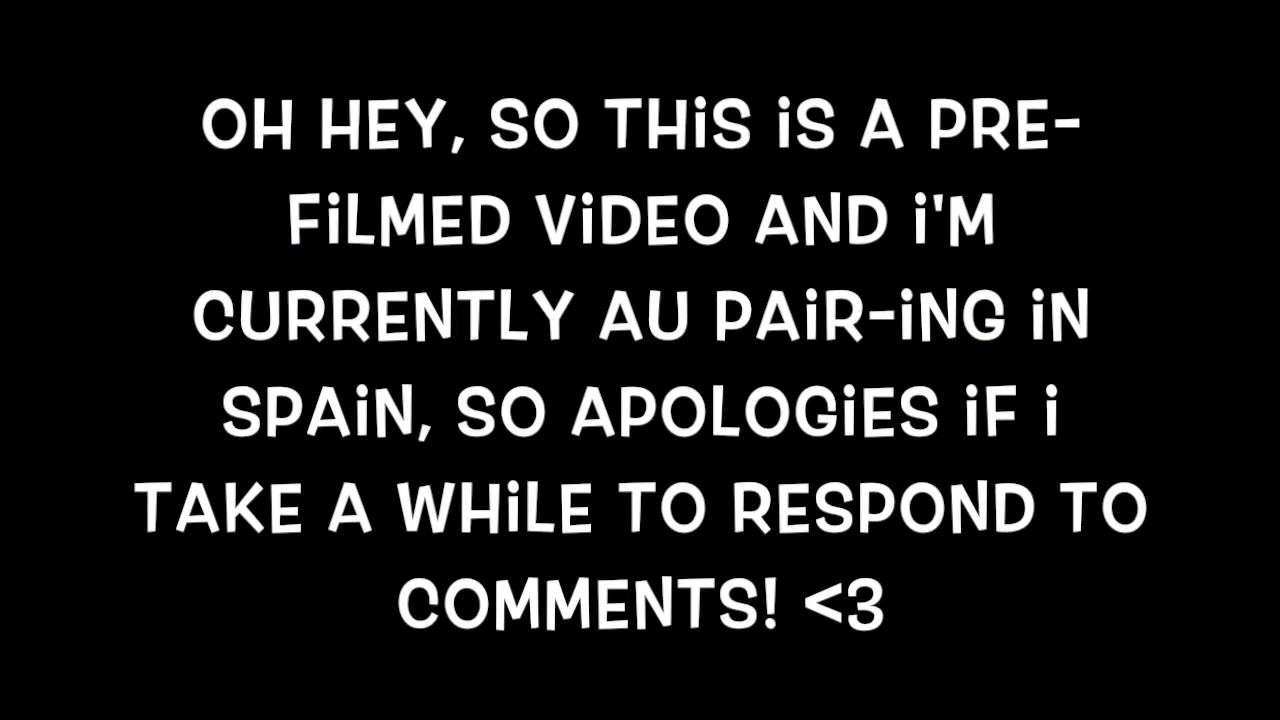 OH HEY, SO THiS iS A PRE-
FiLMED ViDEO AND i'M
CURRENTLY AU PAiR-iNG iN
SPAiN, SO APOLOGiES iF i
TAKE A WHiLE TO RESPOND TO
COMMENTS! <3